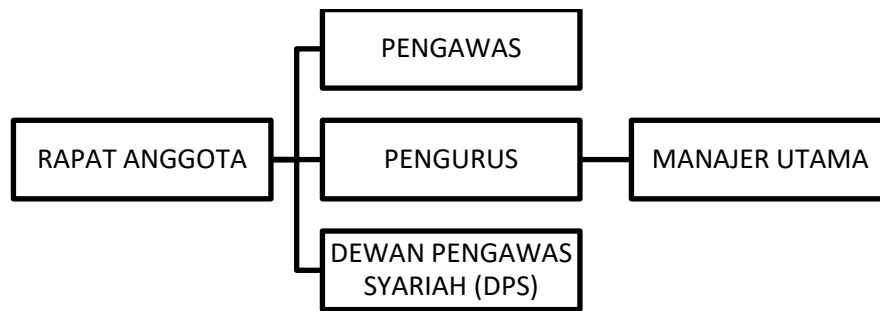 PENGAWAS
RAPAT ANGGOTA
PENGURUS
MANAJER UTAMA
DEWAN PENGAWAS
SYARIAH (DPS)